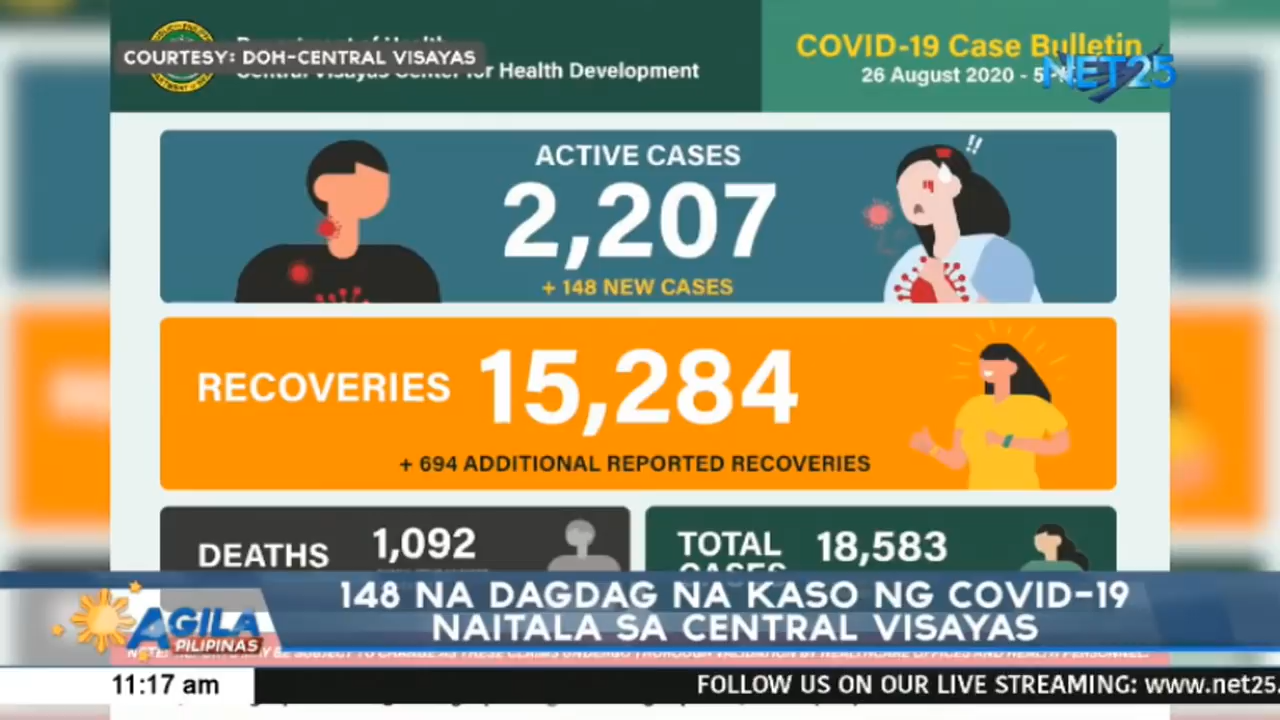 COURTESY: DOH-CENTRAL VISAYAS
Central Visayas Center for Health Development
COVID-19 Case Bulletin
26 August 2020 -
NET25
ACTIVE CASES
2,207
+ 148 NEW CASES
RECOVERIES 15,284
+ 694 ADDITIONAL REPORTED RECOVERIES
DEATHS 1,092
TOTAL CASES 18,583
148 NA DAGDAG NA KASO NG COVID-19
NAITALA SA CENTRAL VISAYAS
AGILA
PILIPINAS
11:17 am
FOLLOW US ON OUR LIVE STREAMING: www.net25.